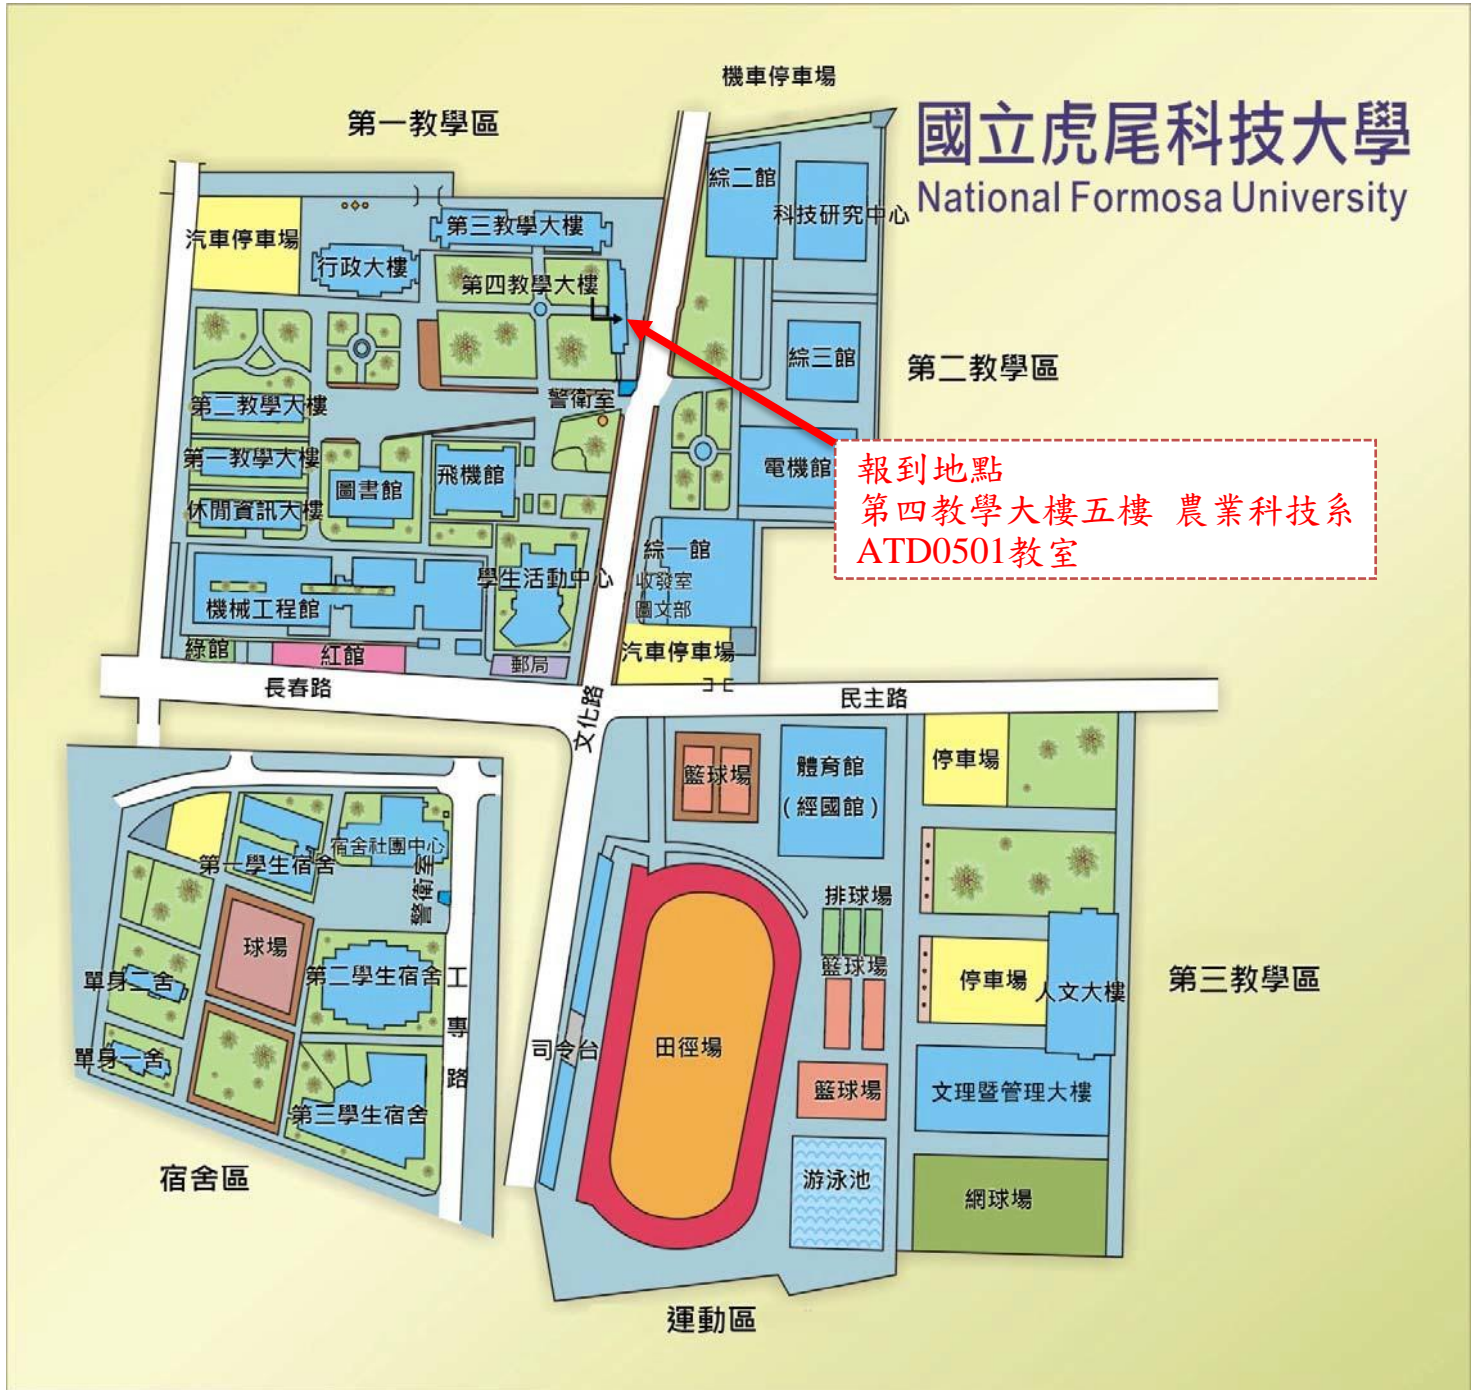 機車停車場
國立虎尾科技大學
National Formosa University
第一教學區
綜二館
科技研究中心
汽車停車場
第三教學大樓
行政大樓
第四教學大樓
綜三館
第二教學區
警衛室
第二教學大樓
第一教學大樓
圖書館
飛機館
電機館
休閒資訊大樓
報到地點
第四教學大樓五樓 農業科技系
ATD0501教室
綜一館
收發室
圖文部
學生活動中心
機械工程館
綠館
紅館
郵局
汽車停車場
長春路
文化路
民主路
籃球場
體育館
(經國館)
停車場
第一學生宿舍
宿舍社團中心
警衛室
排球場
球場
籃球場
第二學生宿舍
單身二舍
停車場
人文大樓
第三教學區
工專路
單身一舍
司令台
田徑場
籃球場
文理暨管理大樓
第三學生宿舍
宿舍區
游泳池
網球場
運動區